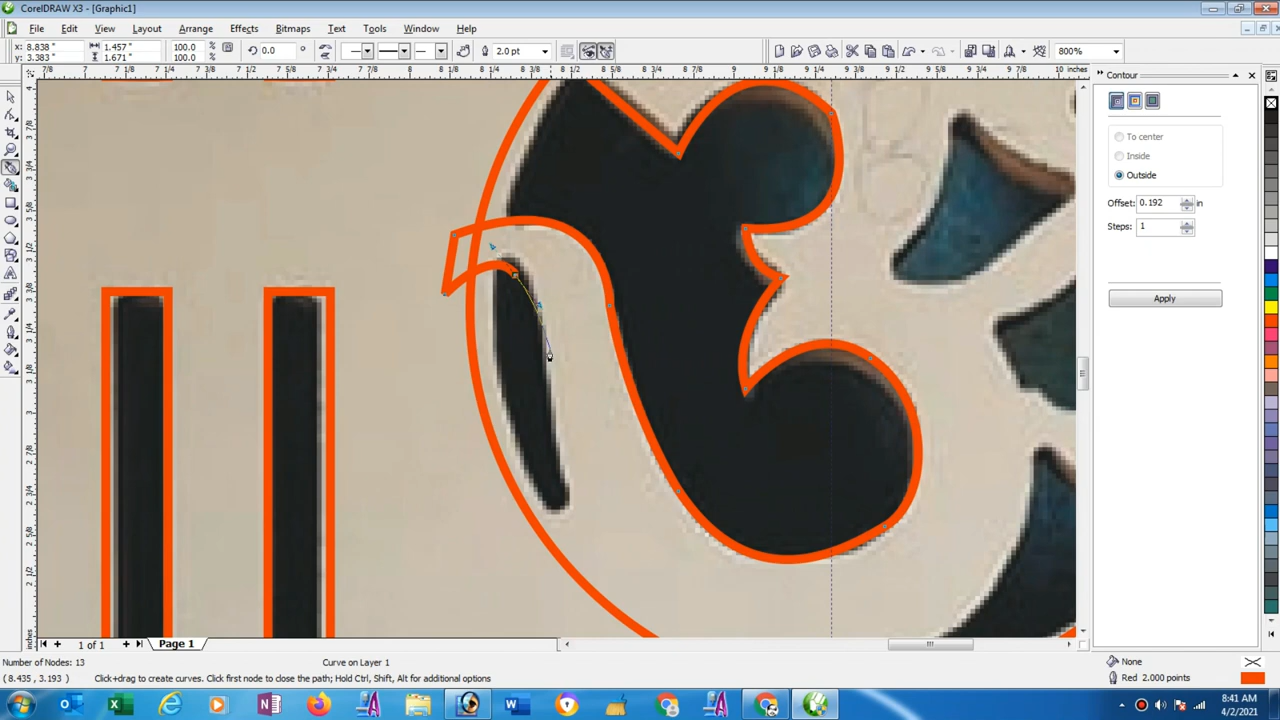 CorelDRAW X3 - [Graphic1]
File Edit View Layout Arrange Effects Bitmaps Text Tools Window Help
x: 8.838 "
y: 3.383 "
1.457 "
1.671 "
100.0 %
100.0 %
0.0 °
2.0 pt
800%
inches
Contour
To center
Inside
Outside
Offset: 0.192 in
Steps: 1
Apply
1 of 1
Page 1
Number of Nodes: 13
Curve on Layer 1
None
(8.435 , 3.193)
Click+drag to create curves. Click first node to close the path; Hold Ctrl, Shift, Alt for additional options
Red 2.000 points
8:41 AM
4/2/2021